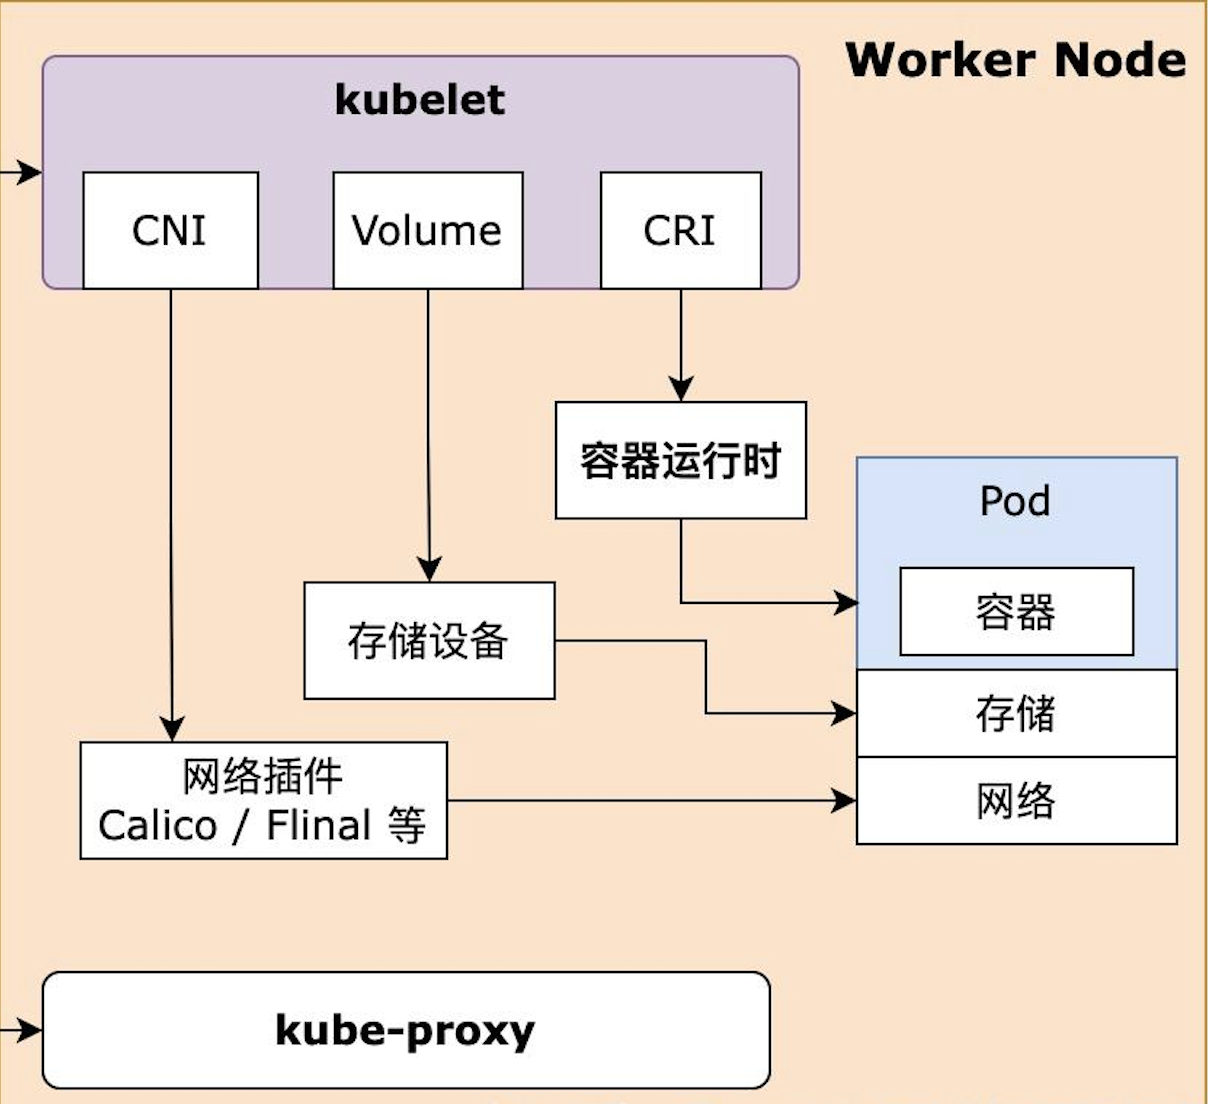 Worker Node
kubelet
CNI
Volume
CRI
容器运行时
Pod
容器
存储设备
存储
网络插件
Calico / Flinal 等
网络
kube-proxy